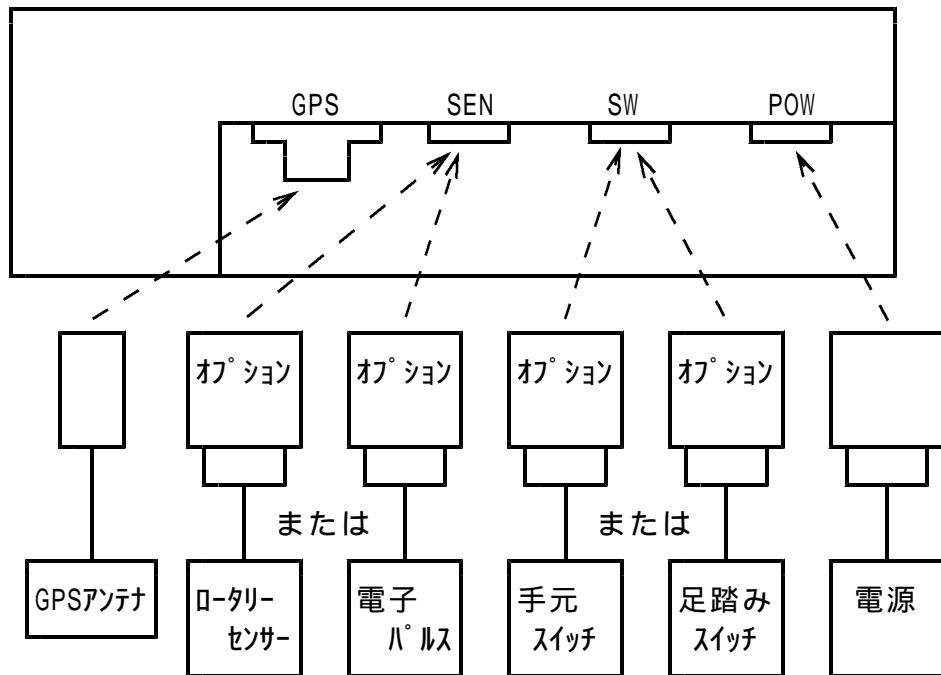 GPS SEN SW POW
ｵﾌﾟｼｮﾝ ｵﾌﾟｼｮﾝ ｵﾌﾟｼｮﾝ ｵﾌﾟｼｮﾝ
または または
GPSｱﾝﾃﾅ
ﾛｰﾀﾘｰ
ｾﾝｻｰ
電子
ﾊﾟﾙｽ
手元
ｽｲｯﾁ
足踏み
ｽｲｯﾁ
電源